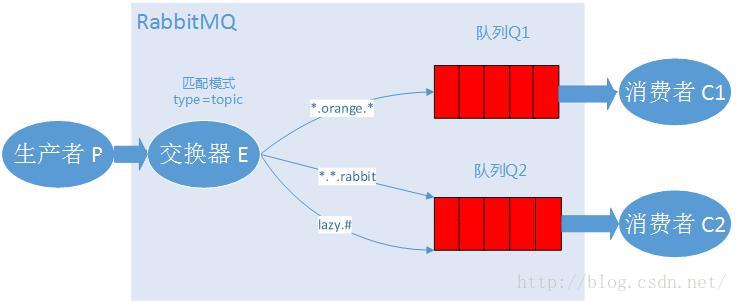 RabbitMQ
队列Q1
匹配模式
type=topic
*.orange.*
消费者 C1
生产者 P
交换器 E
*.*.rabbit
队列Q2
lazy.#
消费者 C2
http://blog.csdn.net/